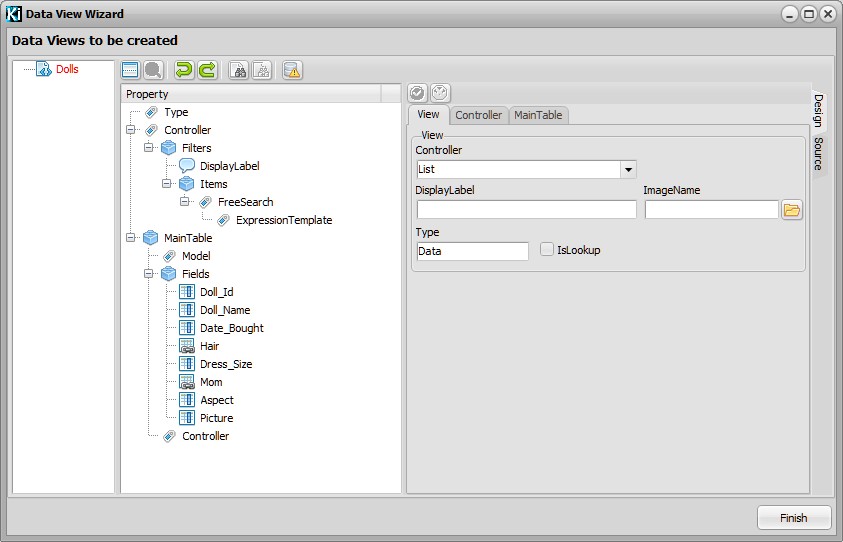 Ki Data View Wizard
Data Views to be created
Dolls
Property
Type
Controller
Filters
DisplayLabel
Items
FreeSearch
ExpressionTemplate
MainTable
Model
Fields
Doll_Id
Doll_Name
Date_Bought
Hair
Dress_Size
Mom
Aspect
Picture
Controller
View Controller MainTable
View
Controller
List
DisplayLabel ImageName
Type
Data IsLookup
Design
Source
Finish